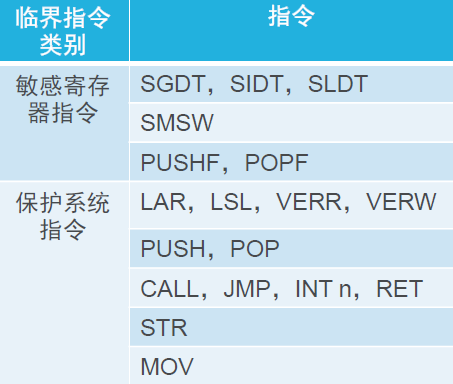 临界指令
类别
指令
敏感寄存
器指令
SGDT，SIDT，SLDT
SMSW
PUSHF，POPF
保护系统
指令
LAR，LSL，VERR，VERW
PUSH，POP
CALL，JMP，INT n，RET
STR
MOV